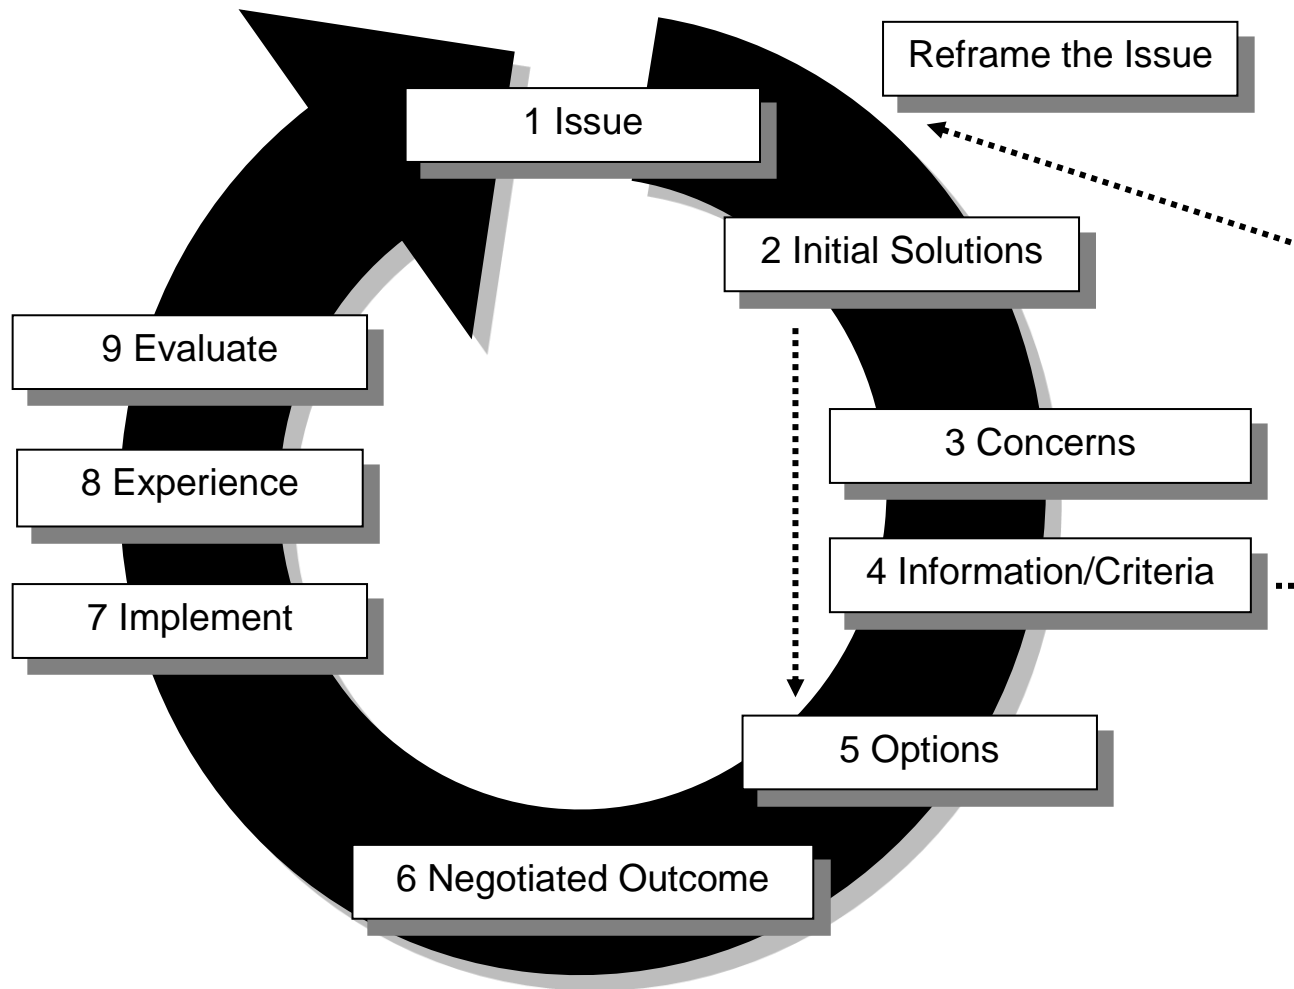 Reframe the Issue
1 Issue
2 Initial Solutions
3 Concerns
4 Information/Criteria
5 Options
6 Negotiated Outcome
7 Implement
8 Experience
9 Evaluate